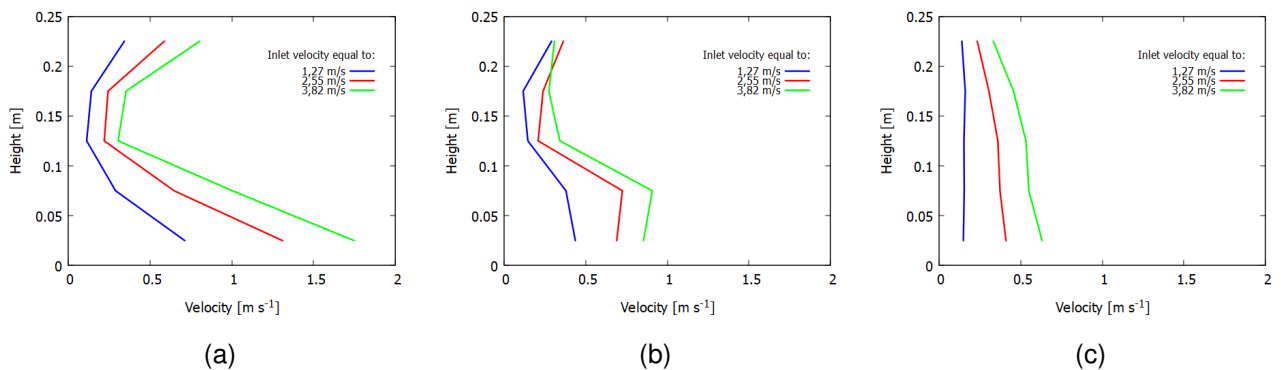 0.25
0.2
0.15
0.1
0.05
0
0
0.5
1
1.5
2
Height [m]
Velocity [m s-1]
Inlet velocity equal to:
1,27 m/s
2,55 m/s
3,82 m/s
(a)
0.25
0.2
0.15
0.1
0.05
0
0
0.5
1
1.5
2
Height [m]
Velocity [m s-1]
Inlet velocity equal to:
1,27 m/s
2,55 m/s
3,82 m/s
(b)
0.25
0.2
0.15
0.1
0.05
0
0
0.5
1
1.5
2
Height [m]
Velocity [m s-1]
Inlet velocity equal to:
1,27 m/s
2,55 m/s
3,82 m/s
(c)